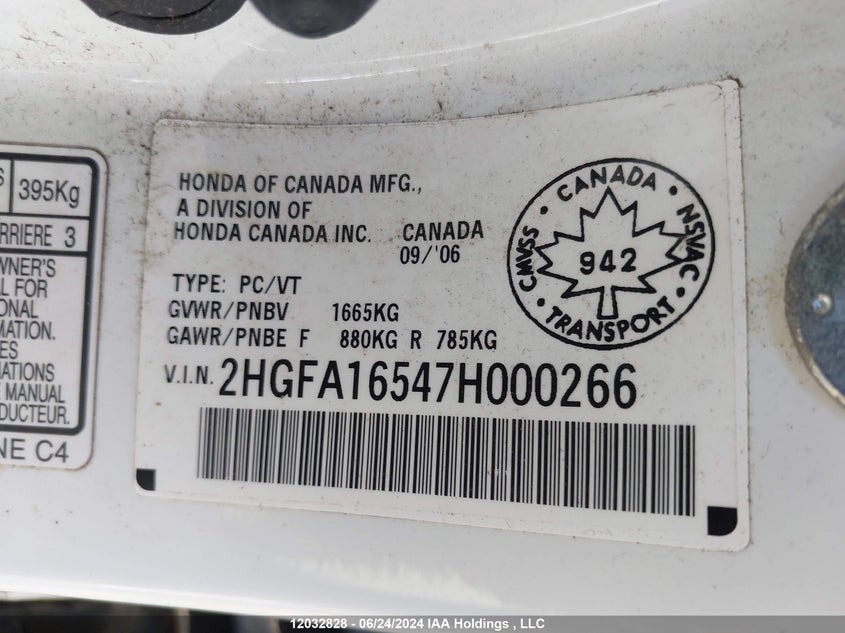 395Kg
RRIERE 3
WNER'S
L FOR
ONAL
MATION.
ES
MATIONS
E MANUAL
DUCTEUR.
NE C4
HONDA OF CANADA MFG.,
A DIVISION OF
HONDA CANADA INC. CANADA
09/'06
TYPE: PC/VT
GVWR/PNBV 1665KG
GAWR/PNBE F 880KG R 785KG
V.I.N. 2HGFA16547H000266
CANADA
CMVSS
942
NSVAC
TRANSPORT
12032828 - 06/24/2024 IAA Holdings , LLC